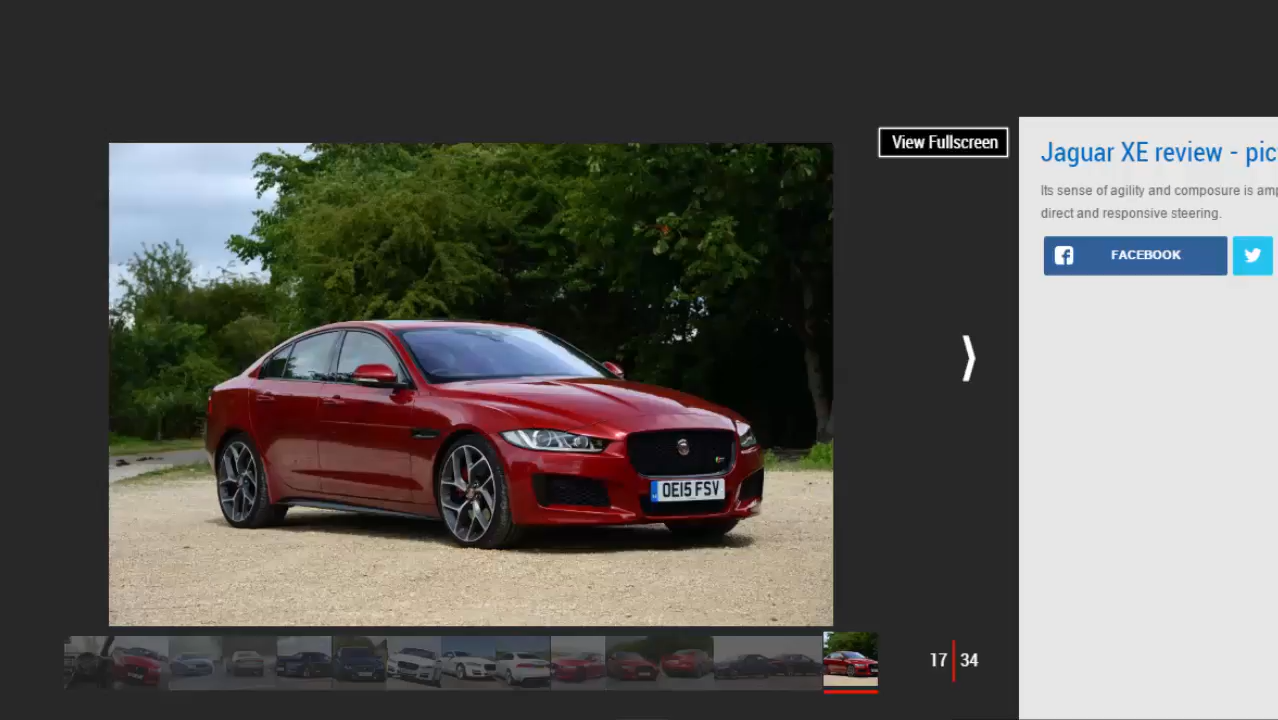 View Fullscreen
Jaguar XE review - pic
Its sense of agility and composure is amp
direct and responsive steering.
FACEBOOK
OE15 FSV
17 34